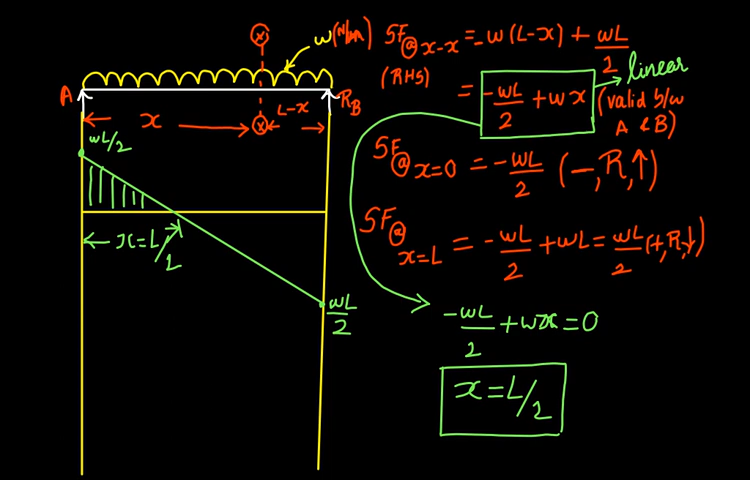 w(N/m)
A
x
L-x
R_B
wL/2
x=L/2
wL/2
SF@x-x = -w(L-x) + wL/2
(RHS)
= -wL/2 + wx
linear
(valid b/w
A & B)
SF@x=0 = -wL/2 (-, R, ↑)
SF@x=L = -wL/2 + wL = wL/2 (+, R, ↓)
-wL/2 + wx = 0
x = L/2